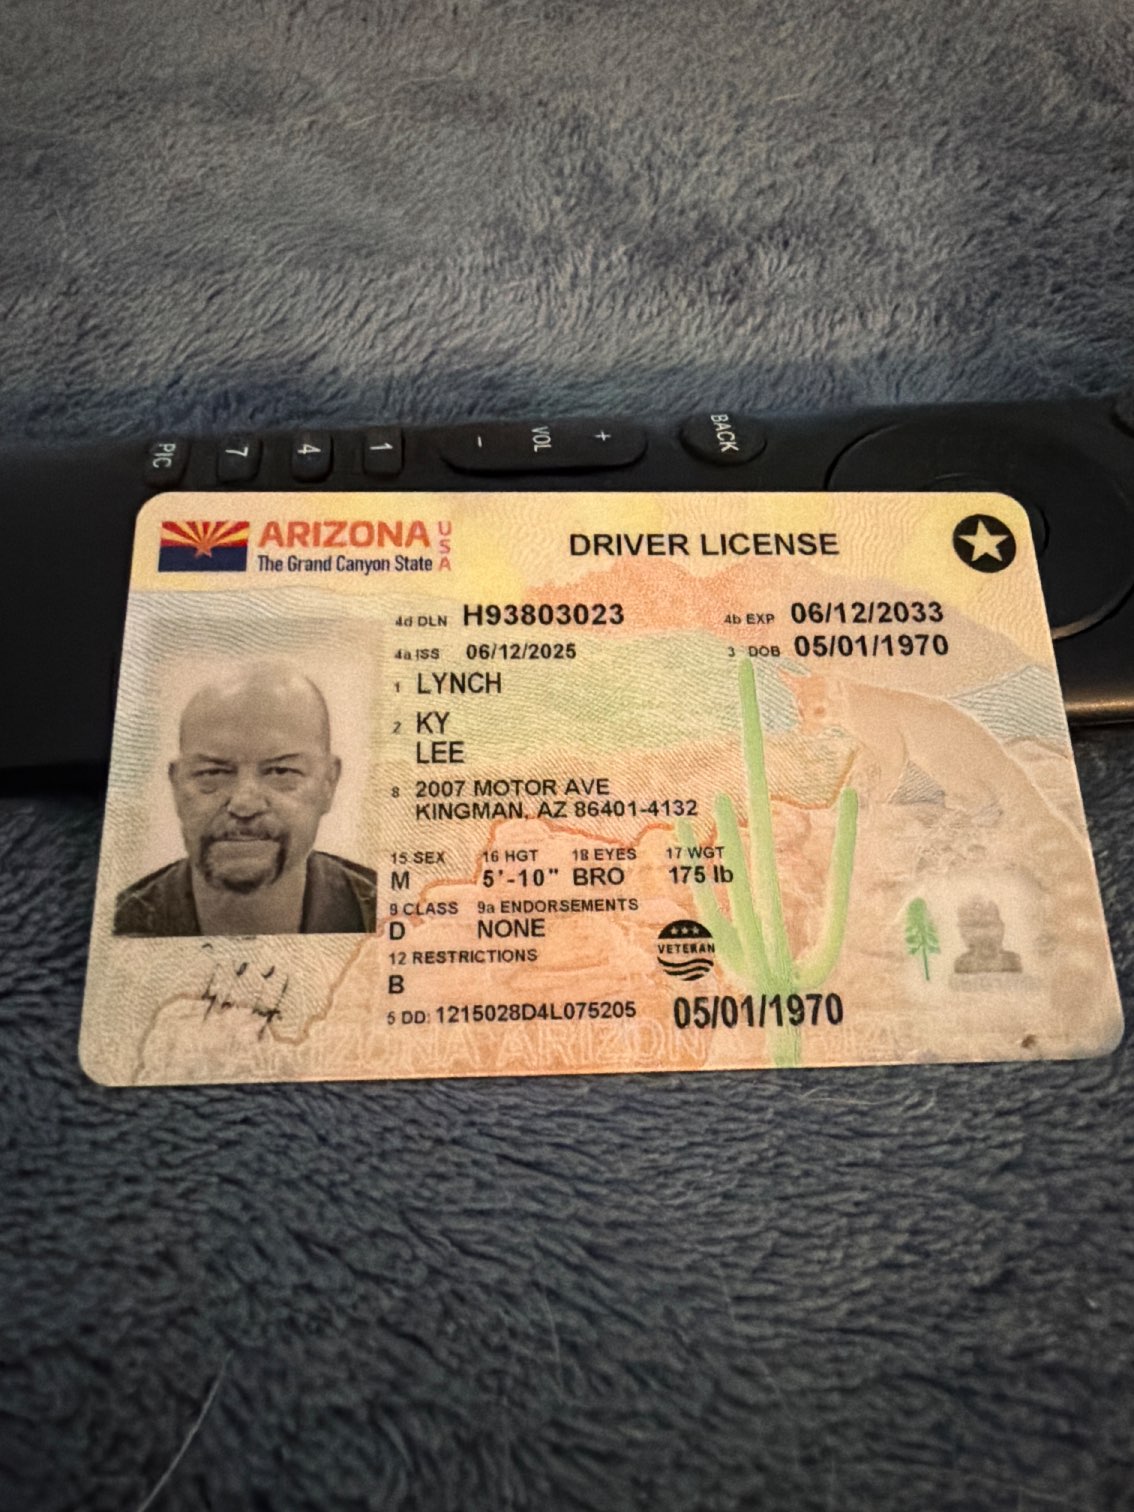 PIC
7
4
1
- VOL +
BACK
ARIZONA USA
The Grand Canyon State
DRIVER LICENSE
4d DLN H93803023
4b EXP 06/12/2033
4a ISS 06/12/2025
3 DOB 05/01/1970
1 LYNCH
2 KY
LEE
8 2007 MOTOR AVE
KINGMAN, AZ 86401-4132
15 SEX 16 HGT 18 EYES 17 WGT
M 5'-10" BRO 175 lb
9 CLASS 9a ENDORSEMENTS
D NONE
12 RESTRICTIONS
B
VETERAN
5 DD: 1215028D4L075205
05/01/1970
ARIZONA ARIZONA